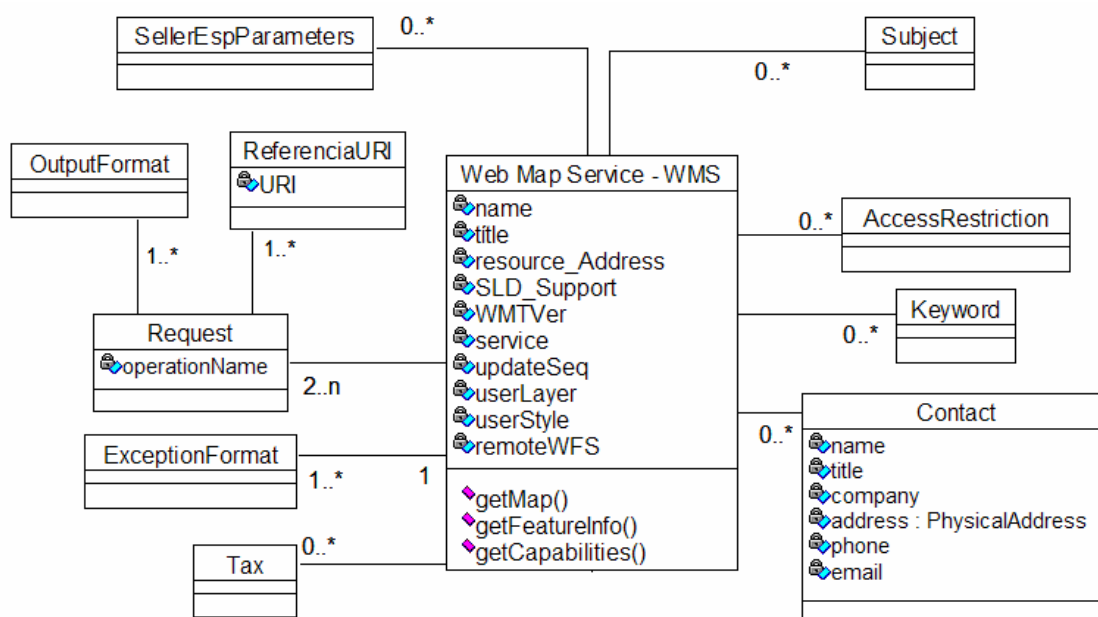 SellerEspParameters
0..*
Subject
0..*
OutputFormat
1..*
ReferenciaURI
URI
1..*
Web Map Service - WMS
name
title
resource_Address
SLD_Support
WMTVer
service
updateSeq
userLayer
userStyle
remoteWFS
getMap()
getFeatureInfo()
getCapabilities()
AccessRestriction
0..*
Keyword
0..*
Request
operationName
2..n
ExceptionFormat
1..*
1
Tax
0..*
Contact
name
title
company
address : PhysicalAddress
phone
email
0..*